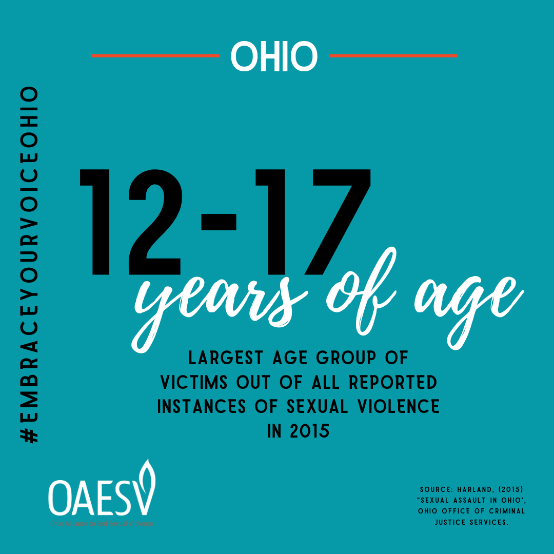 OHIO
#EMBRACEYOURVOICEOHIO
12-17
years of age
LARGEST AGE GROUP OF
VICTIMS OUT OF ALL REPORTED
INSTANCES OF SEXUAL VIOLENCE
IN 2015
OAESV
SOURCE: HARLAND, (2015)
"SEXUAL ASSAULT IN OHIO",
OHIO OFFICE OF CRIMINAL
JUSTICE SERVICES.